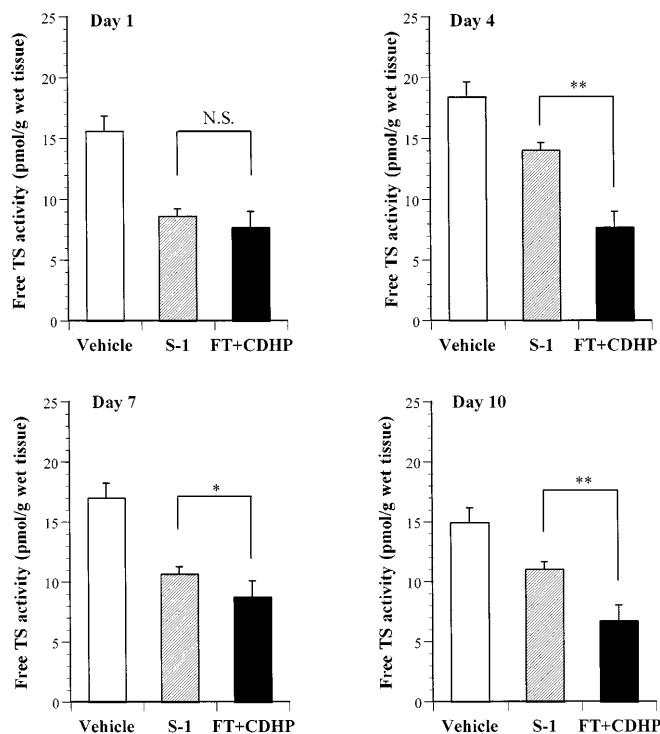 Day 1
Free TS activity (pmol/g wet tissue)
25
20
15
10
5
0
N.S.
Vehicle S-1 FT+CDHP
Day 4
Free TS activity (pmol/g wet tissue)
25
20
15
10
5
0
**
Vehicle S-1 FT+CDHP
Day 7
Free TS activity (pmol/g wet tissue)
25
20
15
10
5
0
*
Vehicle S-1 FT+CDHP
Day 10
Free TS activity (pmol/g wet tissue)
25
20
15
10
5
0
**
Vehicle S-1 FT+CDHP